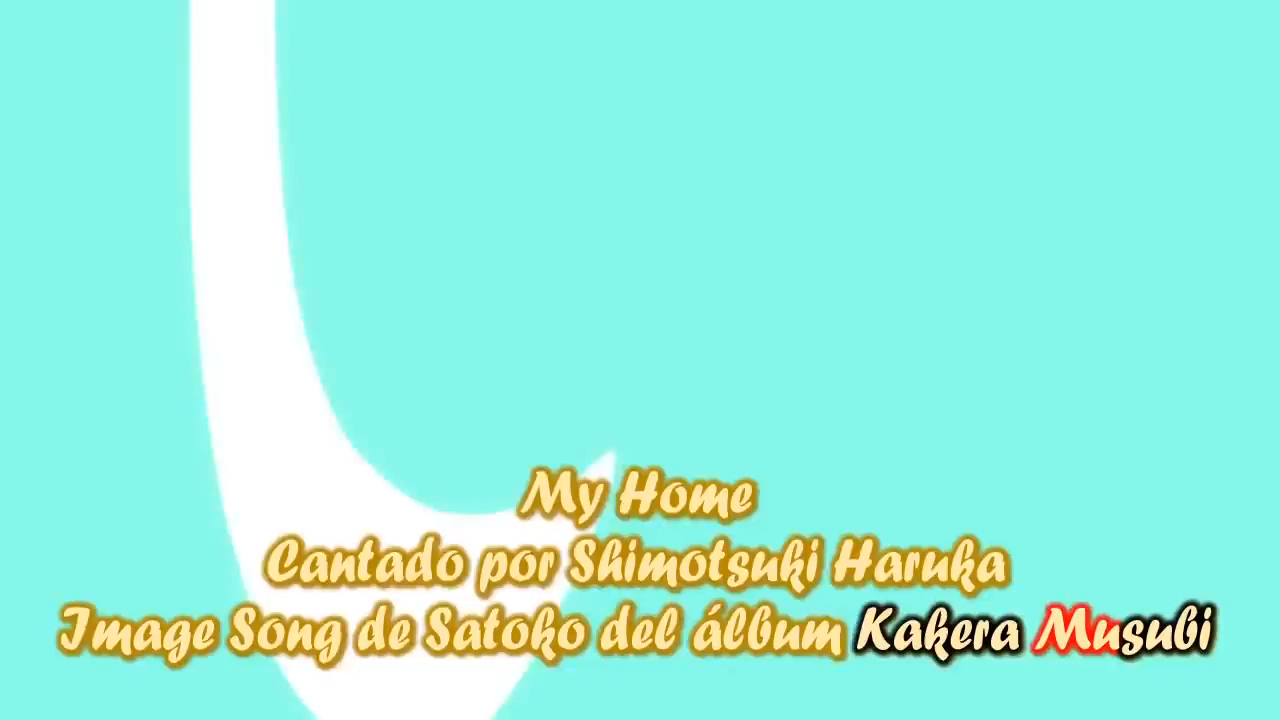 My Home
Cantado por Shimotsuki Haruka
Image Song de Satoko del álbum Kakera Musubi